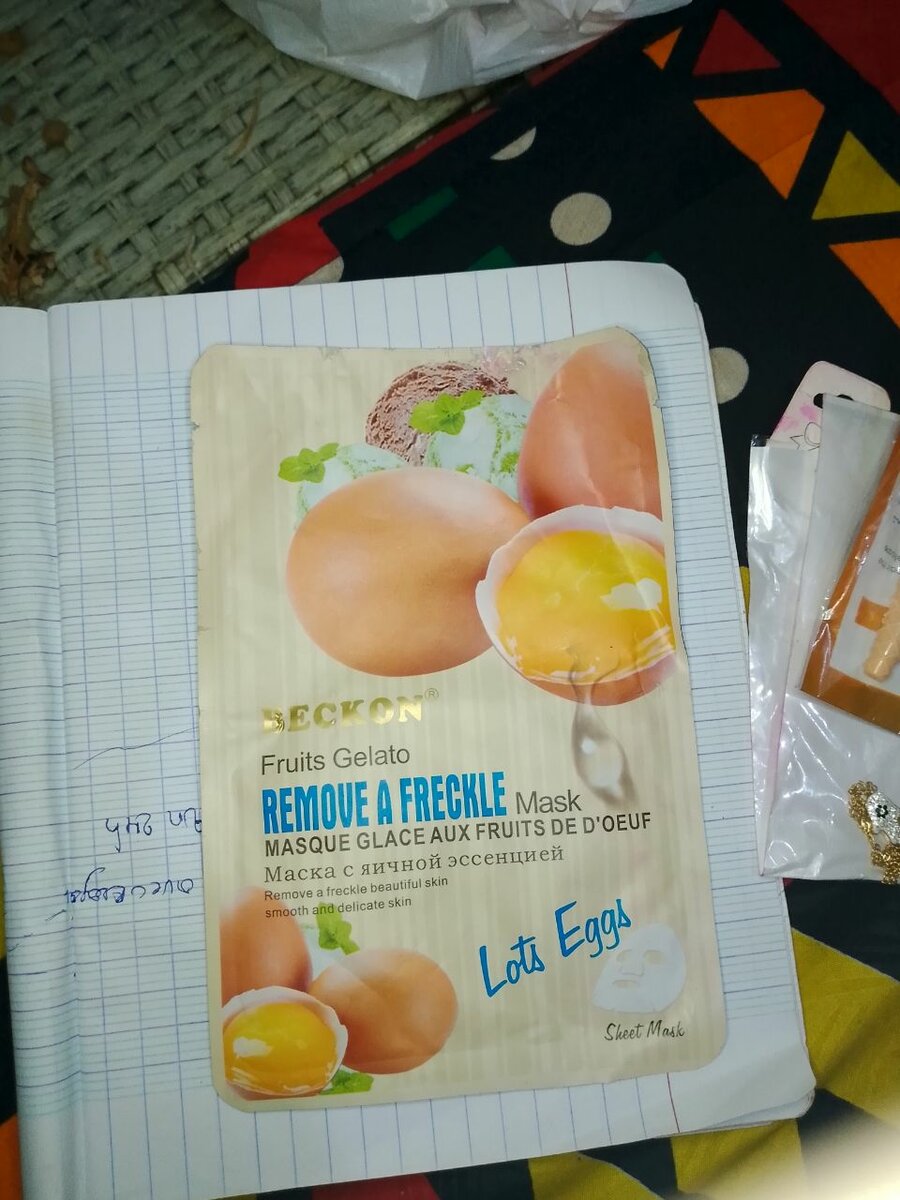 BECKON®
Fruits Gelato
REMOVE A FRECKLE Mask
MASQUE GLACE AUX FRUITS DE D'OEUF
Маска с яичной эссенцией
Remove a freckle beautiful skin
smooth and delicate skin
Lots Eggs
Sheet Mask